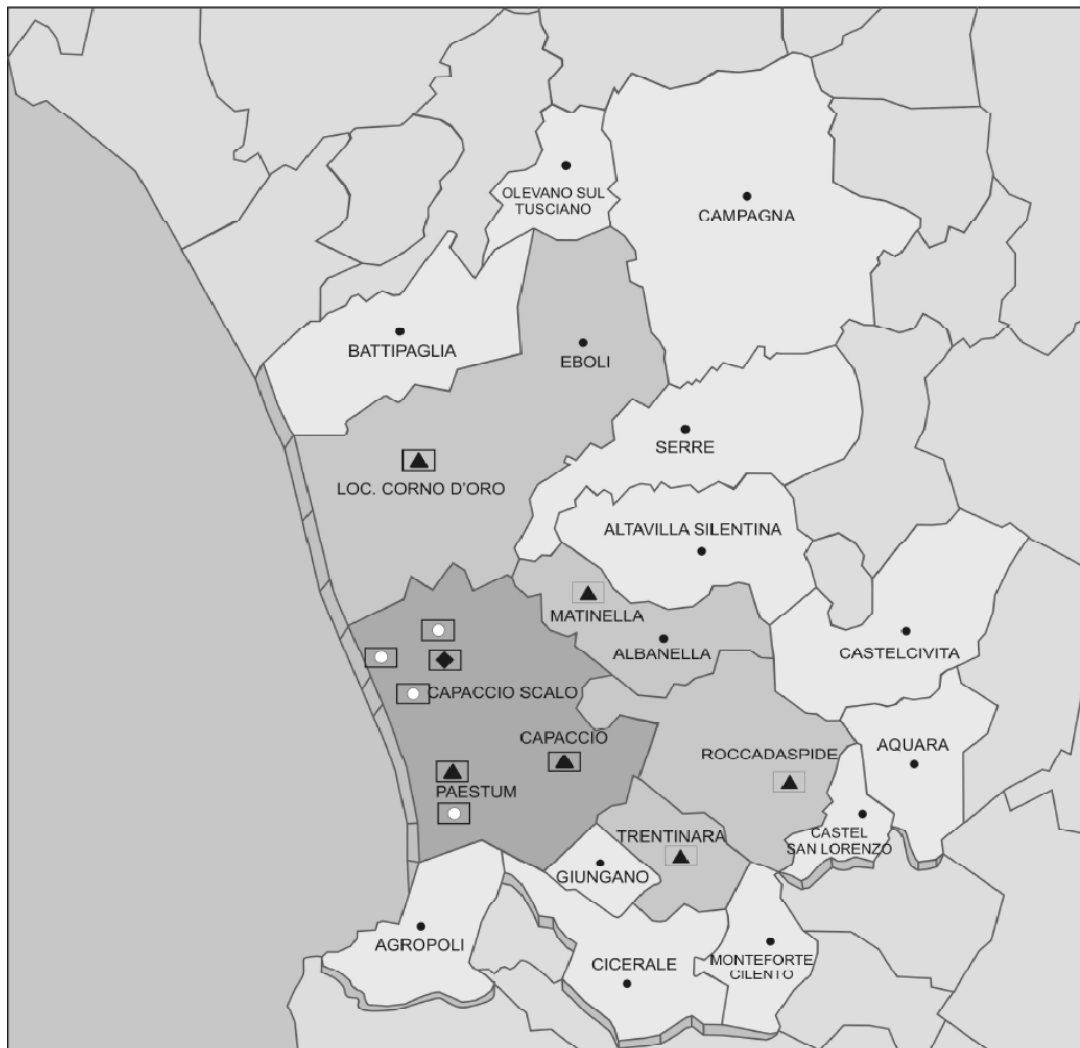 OLEVANO SUL
TUSCIANO
CAMPAGNA
BATTIPAGLIA
EBOLI
SERRE
LOC. CORNO D'ORO
ALTAVILLA SILENTINA
MATINELLA
ALBANELLA
CASTELCIVITA
CAPACCIO SCALO
CAPACCIO
ROCCADASPIDE
AQUARA
PAESTUM
TRENTINARA
CASTEL
SAN LORENZO
GIUNGANO
AGROPOLI
CICERALE
MONTEFORTE
CILENTO